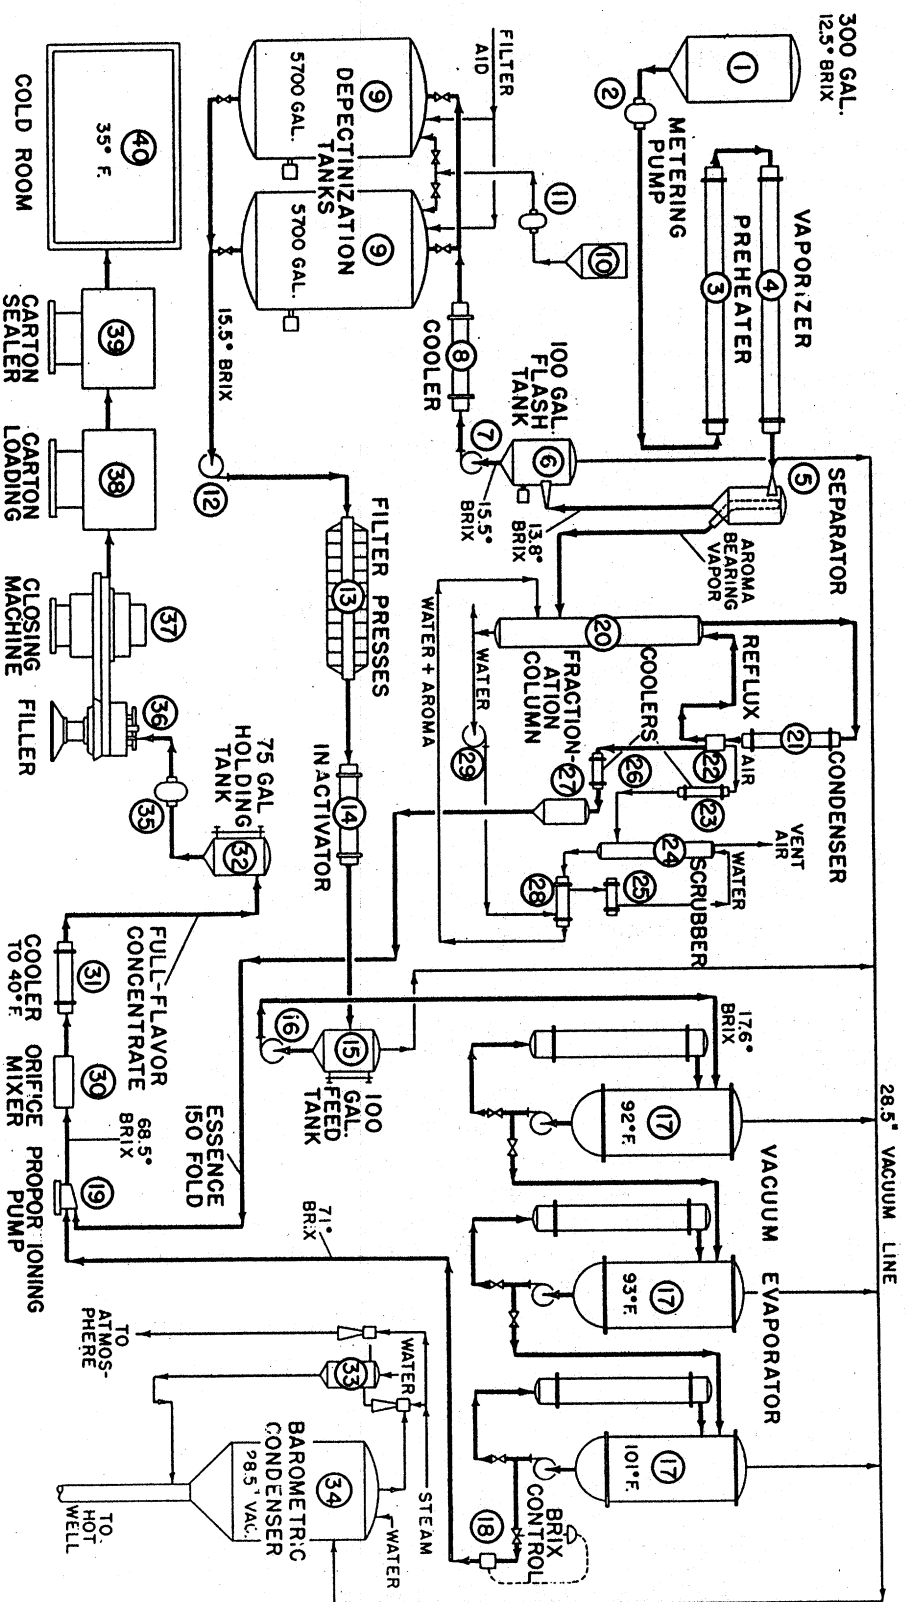 300 GAL.
12.5° BRIX
1
2
METERING
PUMP
PREHEATER
3
VAPORIZER
4
SEPARATOR
5
AROMA
BEARING
VAPOR
13.8°
BRIX
100 GAL.
FLASH
TANK
6
15.5°
BRIX
7
COOLER
8
FILTER
AID
10
11
DEPECTINIZATION
TANKS
9
5700 GAL.
9
5700 GAL.
15.5° BRIX
12
FILTER PRESSES
13
INACTIVATOR
14
15
100
GAL.
FEED
TANK
16
17.6°
BRIX
28.5" VACUUM LINE
VACUUM EVAPORATOR
17
92°F.
17
93°F.
17
101°F.
BRIX
CONTROL
18
71°
BRIX
PROPORTIONING
PUMP
19
68.5°
BRIX
FRACTION-
ATION
COLUMN
20
REFLUX
CONDENSER
21
22
AIR
COOLERS
23
26
27
VENT
AIR
WATER
SCRUBBER
24
25
28
WATER
29
WATER + AROMA
ESSENCE
150 FOLD
ORIFICE
MIXER
30
COOLER
TO 40°F.
31
FULL-FLAVOR
CONCENTRATE
75 GAL
HOLDING
TANK
32
35
FILLER
36
CLOSING
MACHINE
37
CARTON
LOADING
38
CARTON
SEALER
39
COLD ROOM
40
35° F.
TO
ATMOS-
PHERE
WATER
33
STEAM
BAROMETRIC
CONDENSER
28.5" VAC.
34
WATER
TO
HOT
WELL